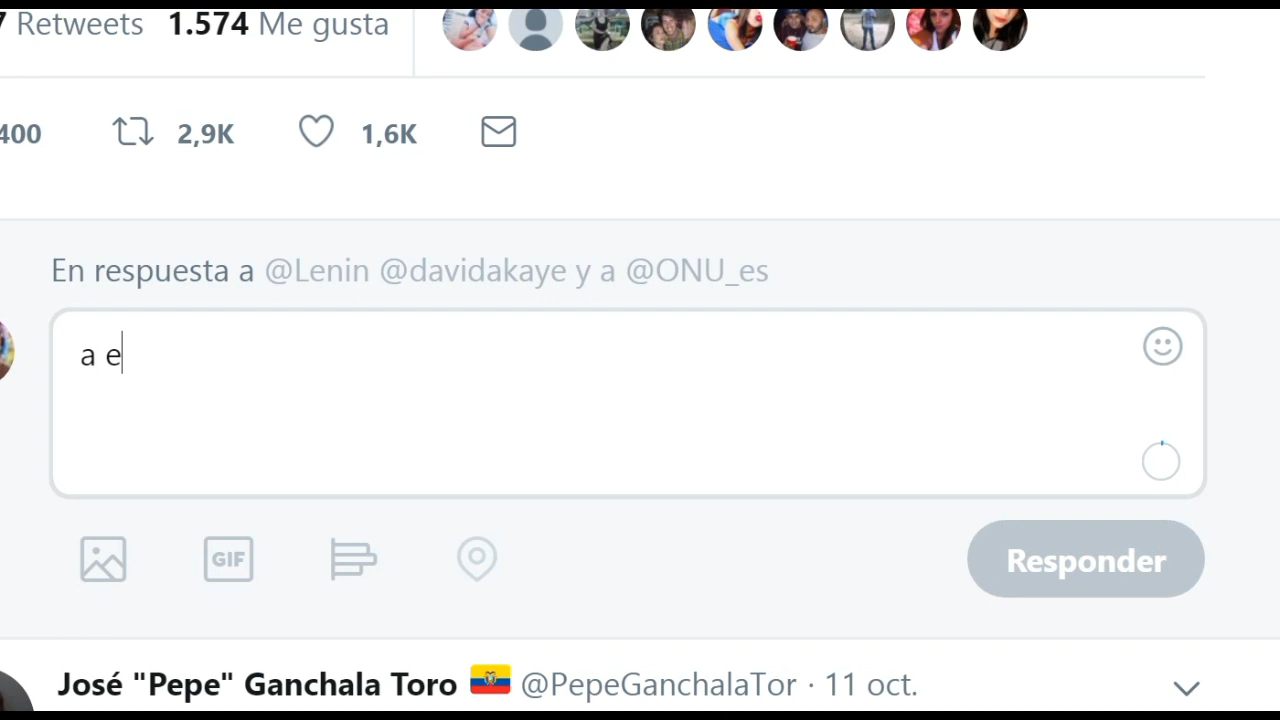 7 Retweets 1.574 Me gusta
400 2,9K 1,6K
En respuesta a @Lenin @davidakaye y a @ONU_es
a e
GIF
Responder
José "Pepe" Ganchala Toro @PepeGanchalaTor · 11 oct.